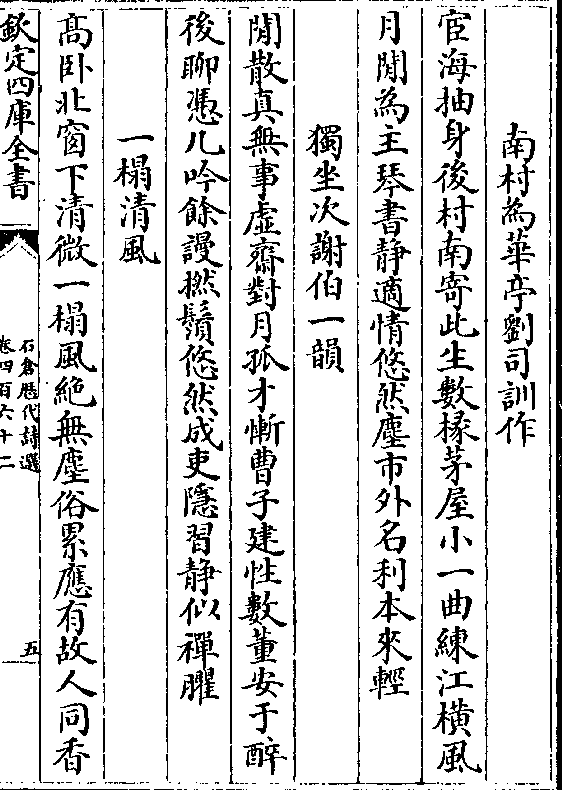 南村為華亭劉司訓作
宦海抽身後村南寄此生數椽茅屋小一曲練江橫風
月閒為主琴書靜適情悠然塵市外名利本來輕
獨坐次謝伯一韻
閒散真無事虛齋對月孤才慚曹子建性數董安于醉
後聊憑几吟餘謾撚鬚悠然成吏隱習静似禪臞
一榻清風
髙卧北窗下清微一榻風絶無塵俗累應有故人同香
欽定四庫全書
石倉歴代詩選
卷四百六十二
五